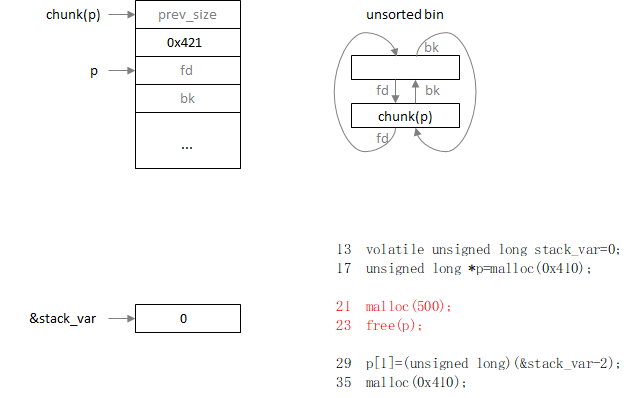 chunk(p)
prev_size
0x421
p
fd
bk
...
unsorted bin
bk
fd
bk
chunk(p)
fd
&stack_var
0
13 volatile unsigned long stack_var=0;
17 unsigned long *p=malloc(0x410);
21 malloc(500);
23 free(p);
29 p[1]=(unsigned long)(&stack_var-2);
35 malloc(0x410);